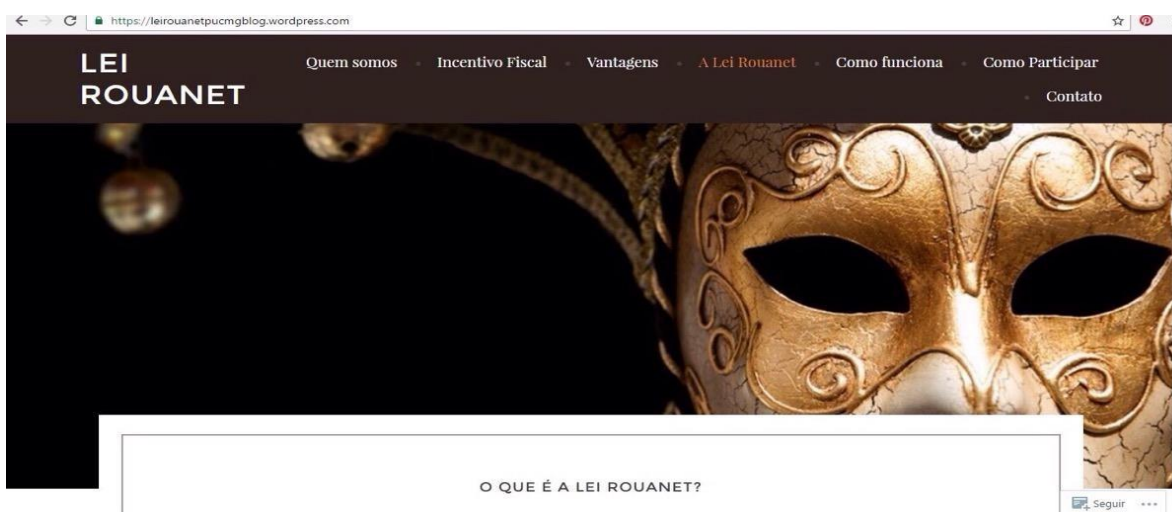 https://leirouanetpucmgblog.wordpress.com
LEI
ROUANET
Quem somos
Incentivo Fiscal
Vantagens
A Lei Rouanet
Como funciona
Como Participar
Contato
O QUE É A LEI ROUANET?
Seguir